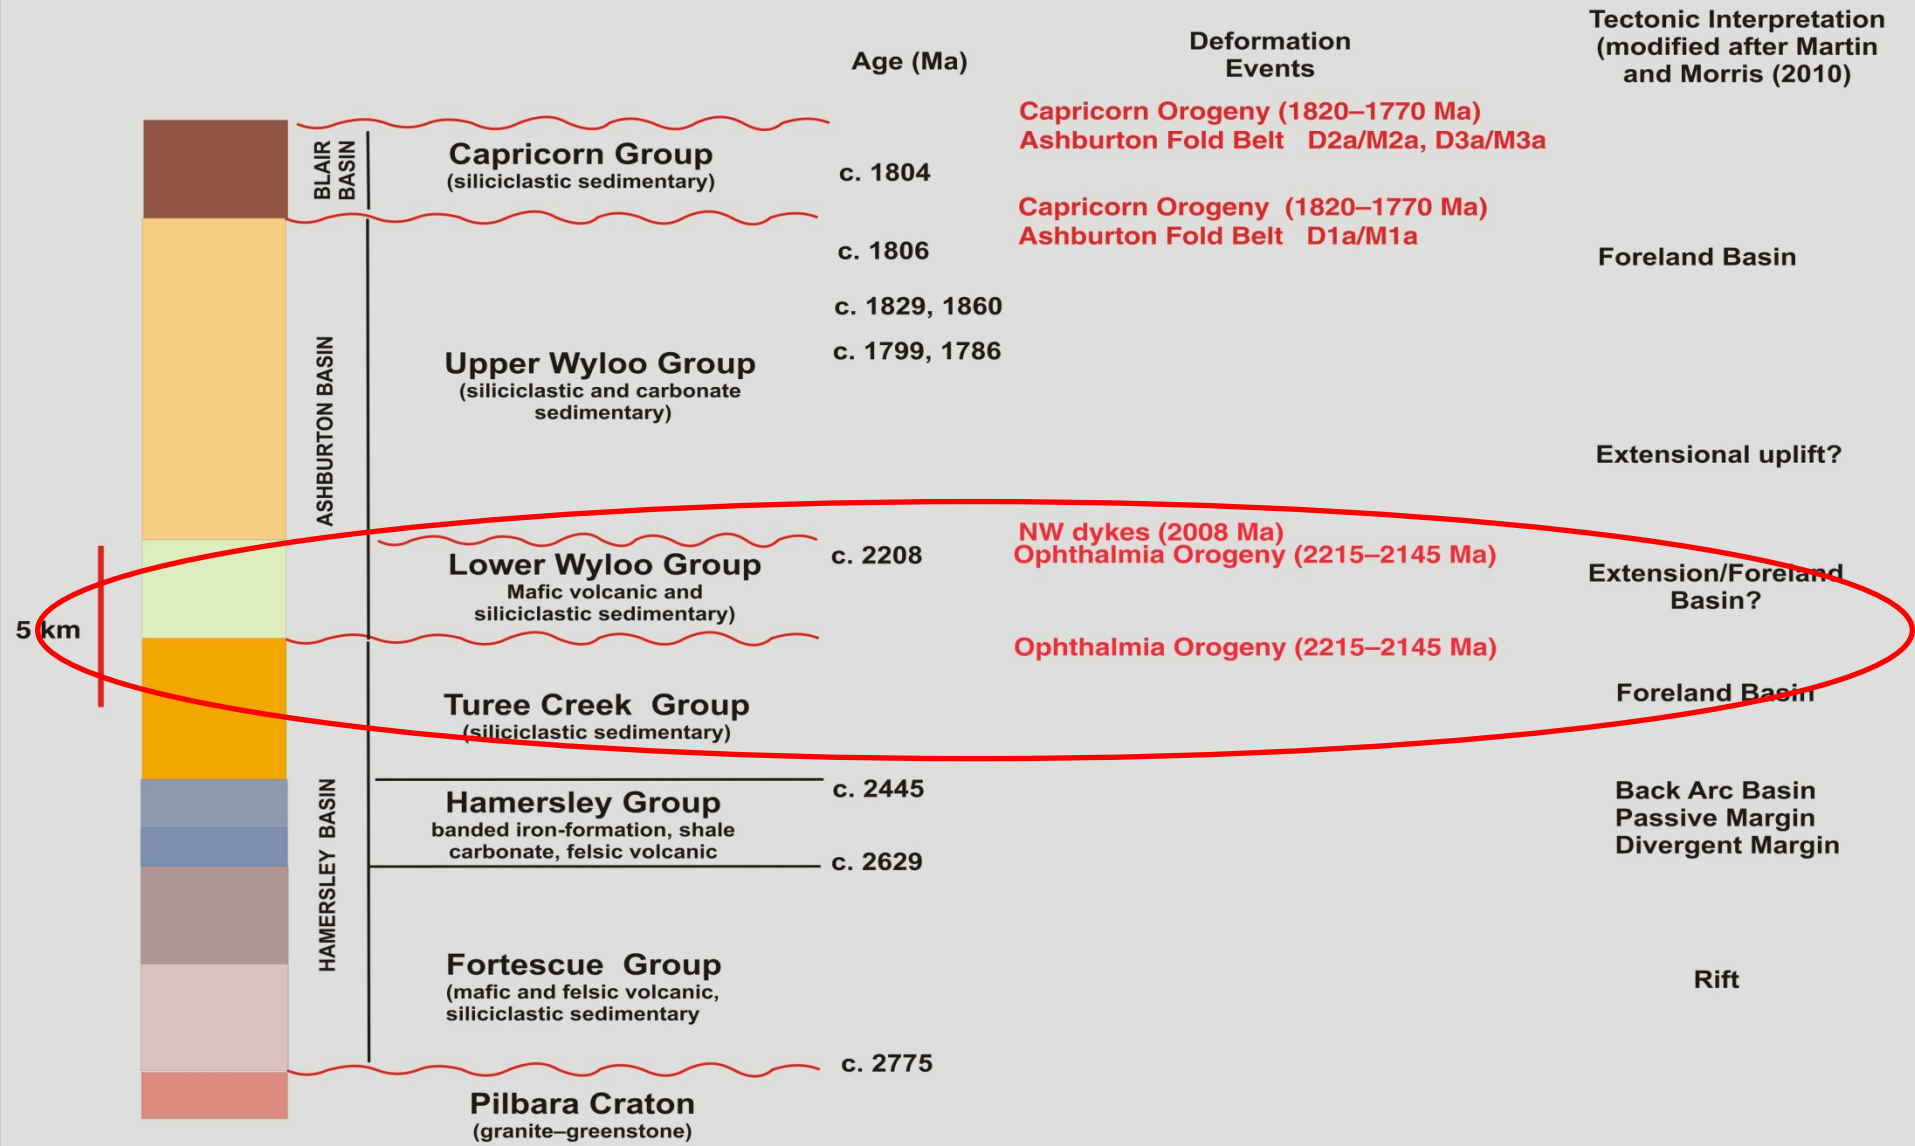 Age (Ma)
Deformation
Events
Tectonic Interpretation
(modified after Martin
and Morris (2010)
Capricorn Orogeny (1820–1770 Ma)
Ashburton Fold Belt D2a/M2a, D3a/M3a
BLAIR
BASIN
Capricorn Group
(siliciclastic sedimentary)
c. 1804
Capricorn Orogeny (1820–1770 Ma)
Ashburton Fold Belt D1a/M1a
c. 1806
Foreland Basin
c. 1829, 1860
c. 1799, 1786
ASHBURTON BASIN
Upper Wyloo Group
(siliciclastic and carbonate
sedimentary)
Extensional uplift?
NW dykes (2008 Ma)
c. 2208
Ophthalmia Orogeny (2215–2145 Ma)
Lower Wyloo Group
Mafic volcanic and
siliciclastic sedimentary)
Extension/Foreland
Basin?
5 km
Ophthalmia Orogeny (2215–2145 Ma)
Foreland Basin
Turee Creek Group
(siliciclastic sedimentary)
c. 2445
HAMERSLEY BASIN
Hamersley Group
banded iron-formation, shale
carbonate, felsic volcanic
Back Arc Basin
Passive Margin
Divergent Margin
c. 2629
Fortescue Group
(mafic and felsic volcanic,
siliciclastic sedimentary
Rift
c. 2775
Pilbara Craton
(granite–greenstone)